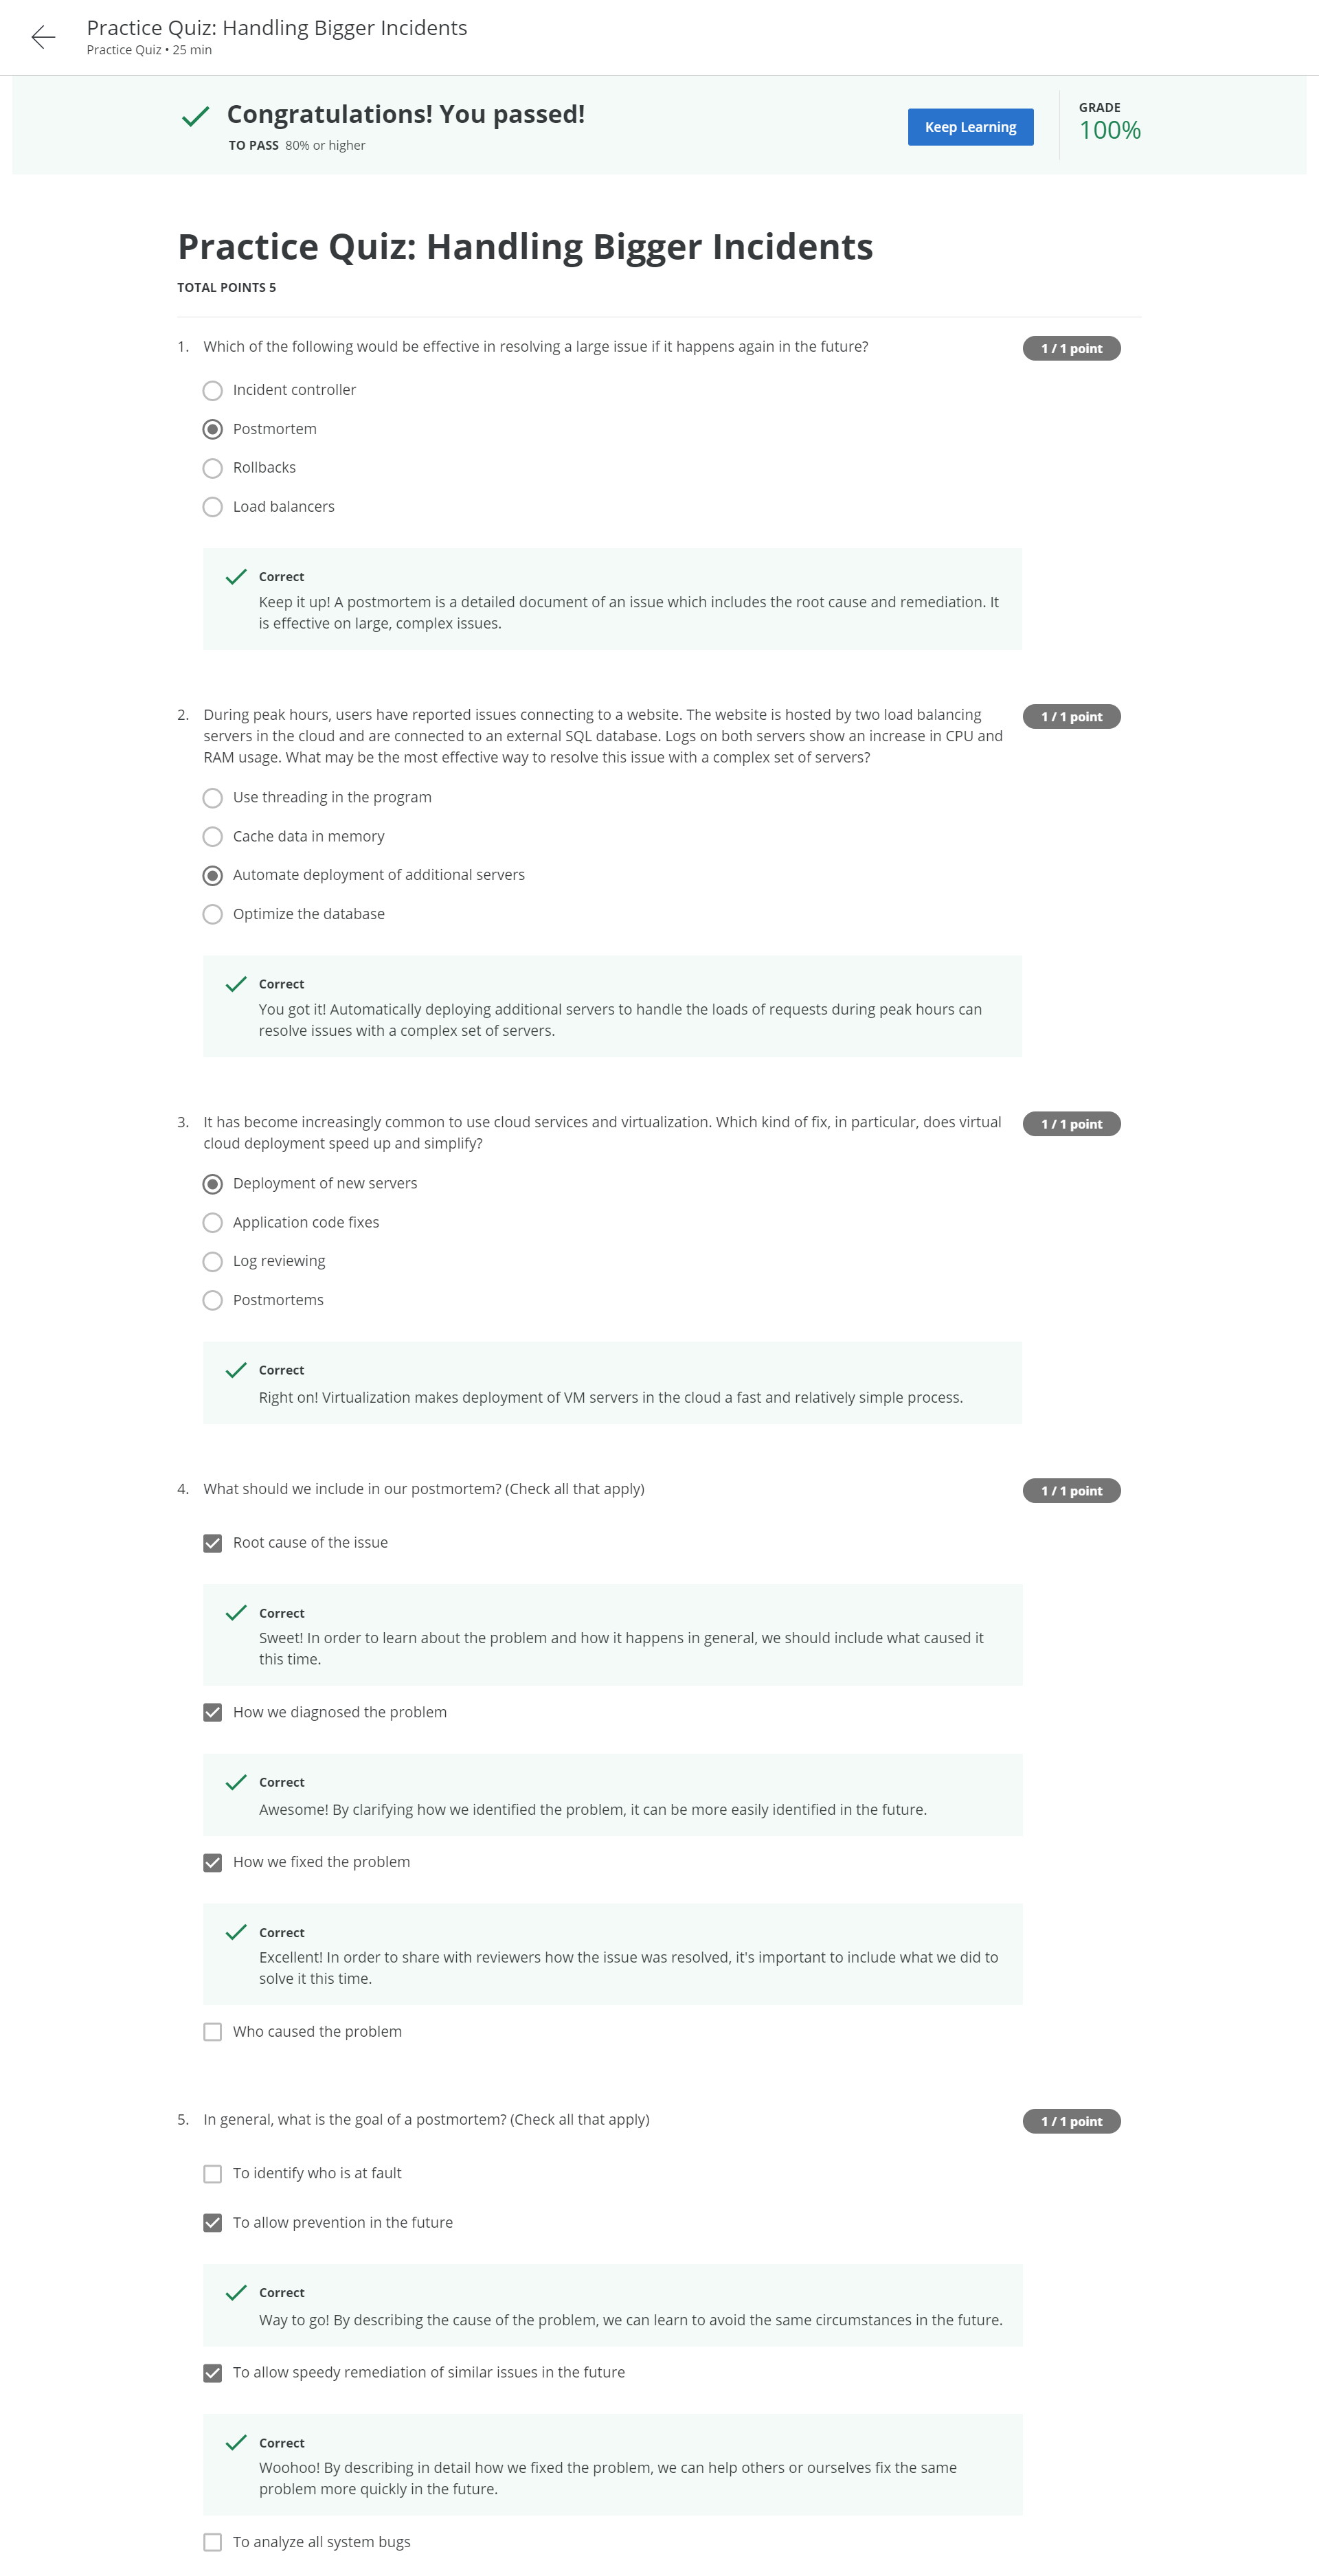 Practice Quiz: Handling Bigger Incidents
Practice Quiz • 25 min
Congratulations! You passed!
TO PASS 80% or higher
Keep Learning
GRADE
100%
Practice Quiz: Handling Bigger Incidents
TOTAL POINTS 5
1. Which of the following would be effective in resolving a large issue if it happens again in the future?
1 / 1 point
Incident controller
Postmortem
Rollbacks
Load balancers
Correct
Keep it up! A postmortem is a detailed document of an issue which includes the root cause and remediation. It
is effective on large, complex issues.
2. During peak hours, users have reported issues connecting to a website. The website is hosted by two load balancing
servers in the cloud and are connected to an external SQL database. Logs on both servers show an increase in CPU and
RAM usage. What may be the most effective way to resolve this issue with a complex set of servers?
1 / 1 point
Use threading in the program
Cache data in memory
Automate deployment of additional servers
Optimize the database
Correct
You got it! Automatically deploying additional servers to handle the loads of requests during peak hours can
resolve issues with a complex set of servers.
3. It has become increasingly common to use cloud services and virtualization. Which kind of fix, in particular, does virtual
cloud deployment speed up and simplify?
1 / 1 point
Deployment of new servers
Application code fixes
Log reviewing
Postmortems
Correct
Right on! Virtualization makes deployment of VM servers in the cloud a fast and relatively simple process.
4. What should we include in our postmortem? (Check all that apply)
1 / 1 point
Root cause of the issue
Correct
Sweet! In order to learn about the problem and how it happens in general, we should include what caused it
this time.
How we diagnosed the problem
Correct
Awesome! By clarifying how we identified the problem, it can be more easily identified in the future.
How we fixed the problem
Correct
Excellent! In order to share with reviewers how the issue was resolved, it's important to include what we did to
solve it this time.
Who caused the problem
5. In general, what is the goal of a postmortem? (Check all that apply)
1 / 1 point
To identify who is at fault
To allow prevention in the future
Correct
Way to go! By describing the cause of the problem, we can learn to avoid the same circumstances in the future.
To allow speedy remediation of similar issues in the future
Correct
Woohoo! By describing in detail how we fixed the problem, we can help others or ourselves fix the same
problem more quickly in the future.
To analyze all system bugs